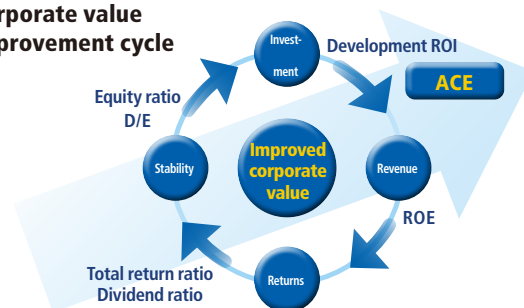 rporate value
provement cycle
Invest-
ment
Development ROI
ACE
Equity ratio
D/E
Stability
Improved
corporate
value
Revenue
ROE
Total return ratio
Dividend ratio
Returns